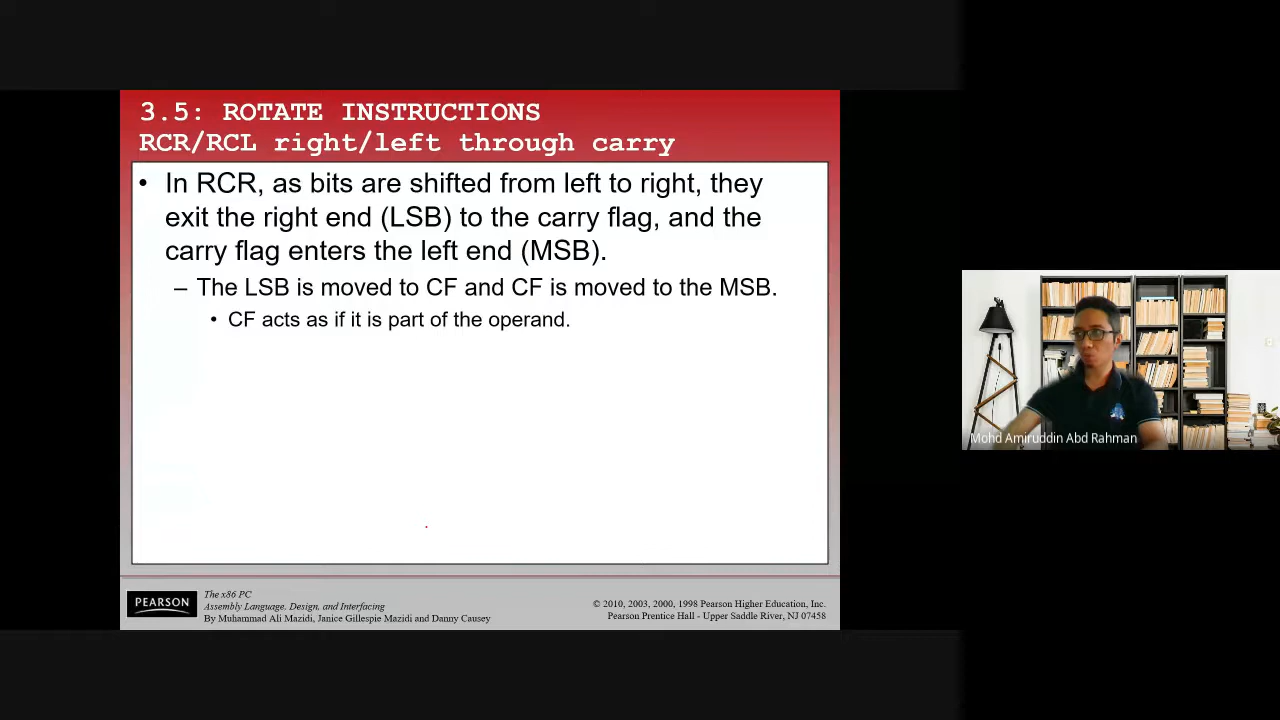 3.5: ROTATE INSTRUCTIONS
RCR/RCL right/left through carry
• In RCR, as bits are shifted from left to right, they
exit the right end (LSB) to the carry flag, and the
carry flag enters the left end (MSB).
– The LSB is moved to CF and CF is moved to the MSB.
• CF acts as if it is part of the operand.
PEARSON
The x86 PC
Assembly Language, Design, and Interfacing
By Muhammad Ali Mazidi, Janice Gillespie Mazidi and Danny Causey
© 2010, 2003, 2000, 1998 Pearson Higher Education, Inc.
Pearson Prentice Hall - Upper Saddle River, NJ 07458
Mohd Amiruddin Abd Rahman